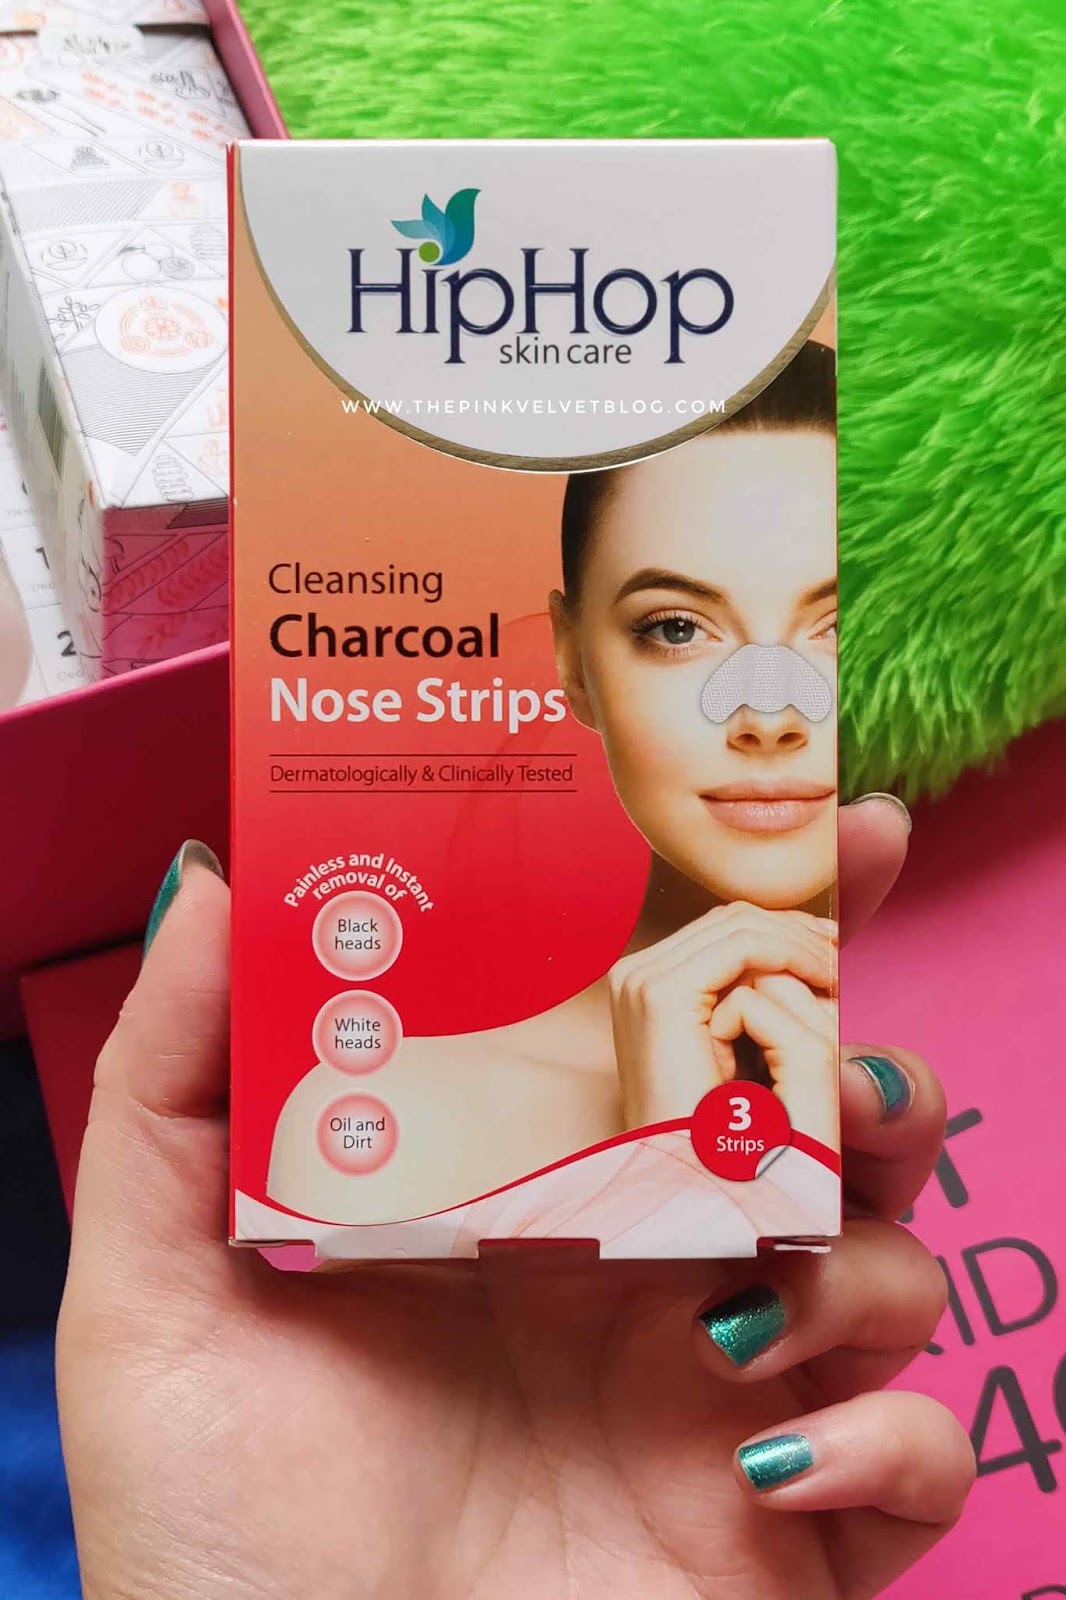 HipHop
skin care
WWW.THEPINKVELVETBLOG.COM
Cleansing
Charcoal
Nose Strips
Dermatologically & Clinically Tested
Painless and Instant
removal of
Black
heads
White
heads
Oil and
Dirt
3
Strips